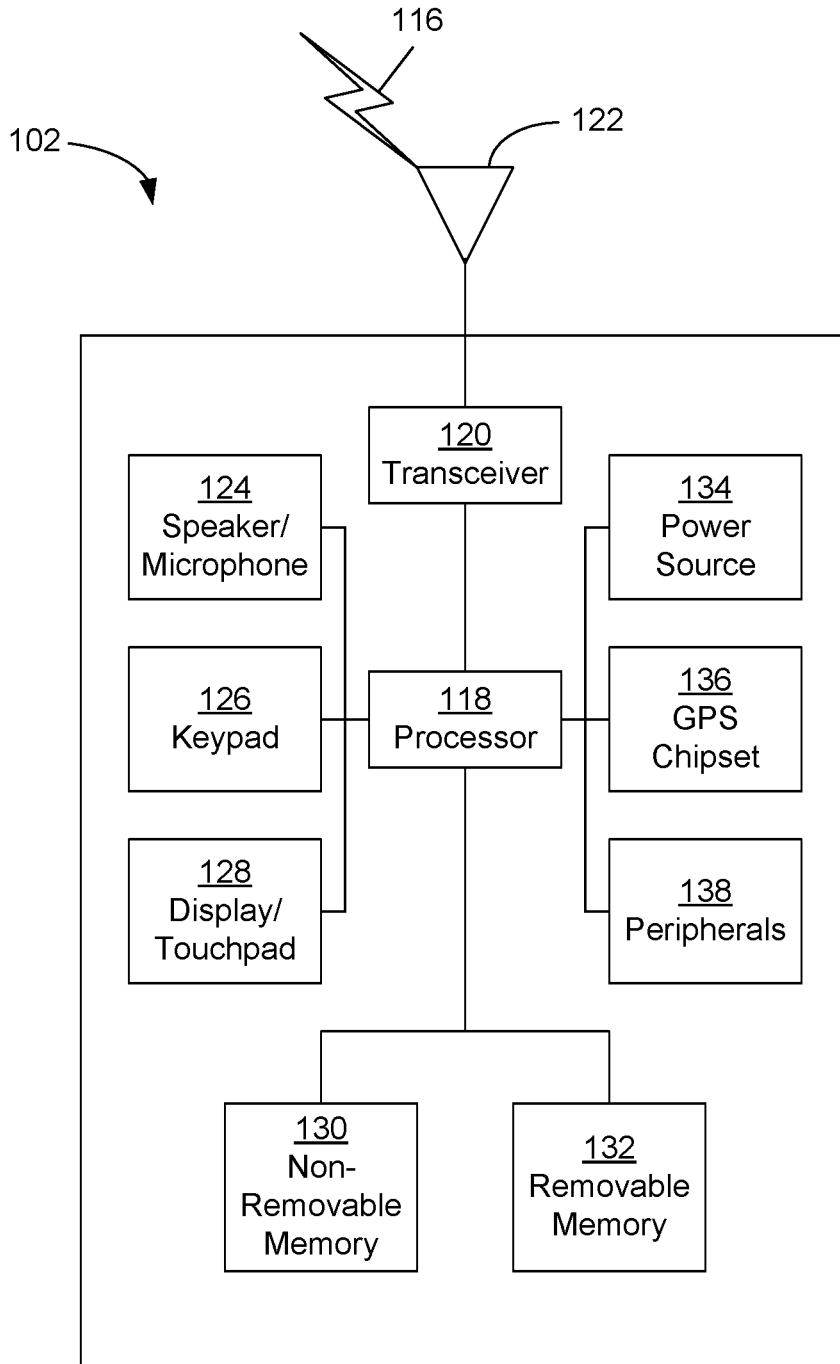 116
122
102
120
Transceiver
124
Speaker/
Microphone
134
Power
Source
126
Keypad
118
Processor
136
GPS
Chipset
128
Display/
Touchpad
138
Peripherals
130
Non-
Removable
Memory
132
Removable
Memory